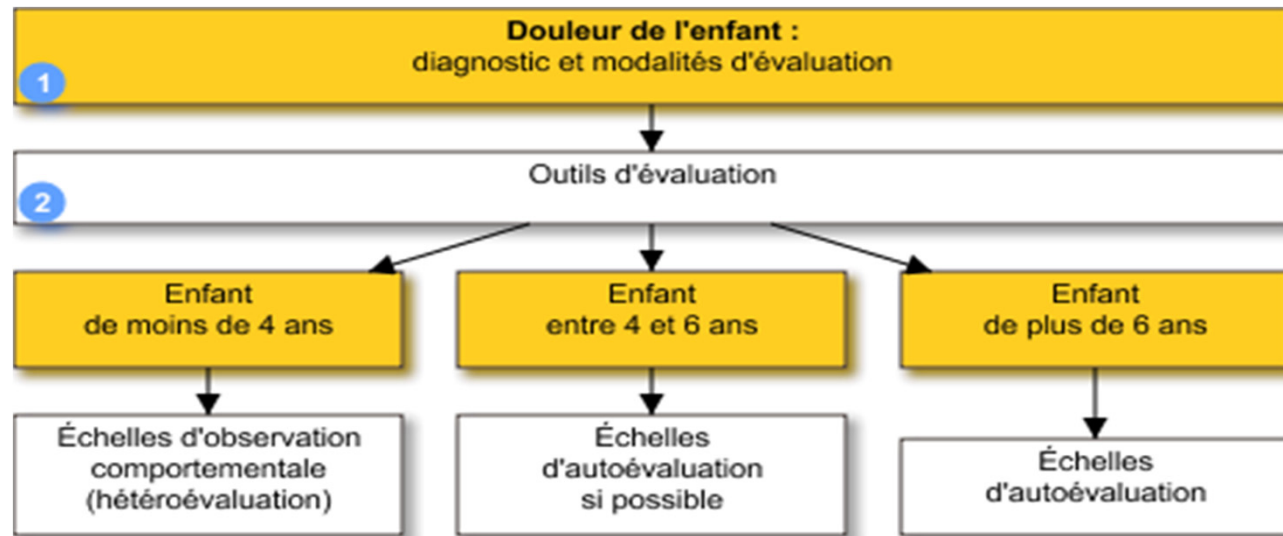 Douleur de l'enfant :
diagnostic et modalités d'évaluation
1
Outils d'évaluation
2
Enfant
de moins de 4 ans
Enfant
entre 4 et 6 ans
Enfant
de plus de 6 ans
Échelles d'observation
comportementale
(hétéroévaluation)
Échelles
d'autoévaluation
si possible
Échelles
d'autoévaluation